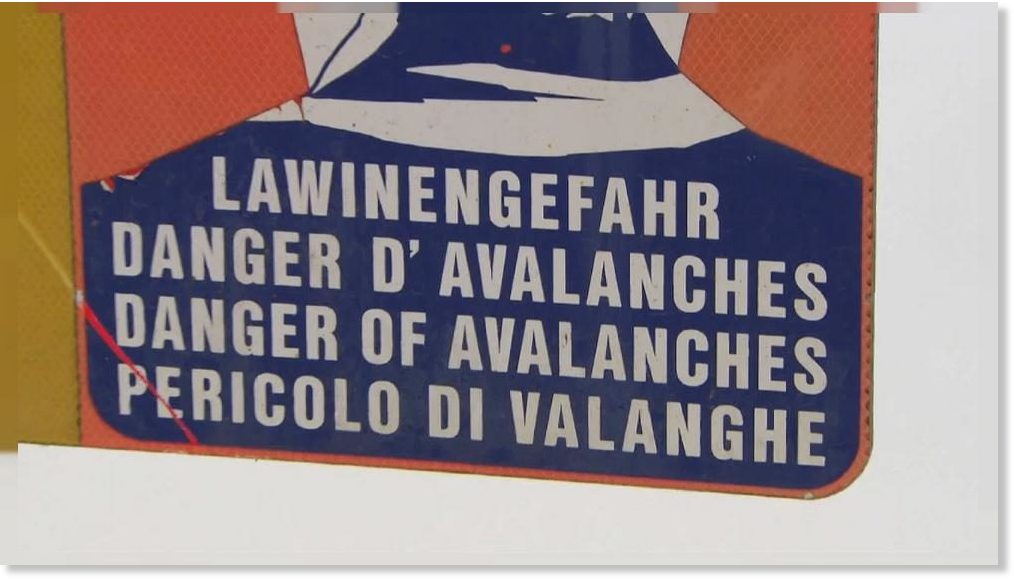 LAWINENGEFAHR
DANGER D' AVALANCHES
DANGER OF AVALANCHES
PERICOLO DI VALANGHE